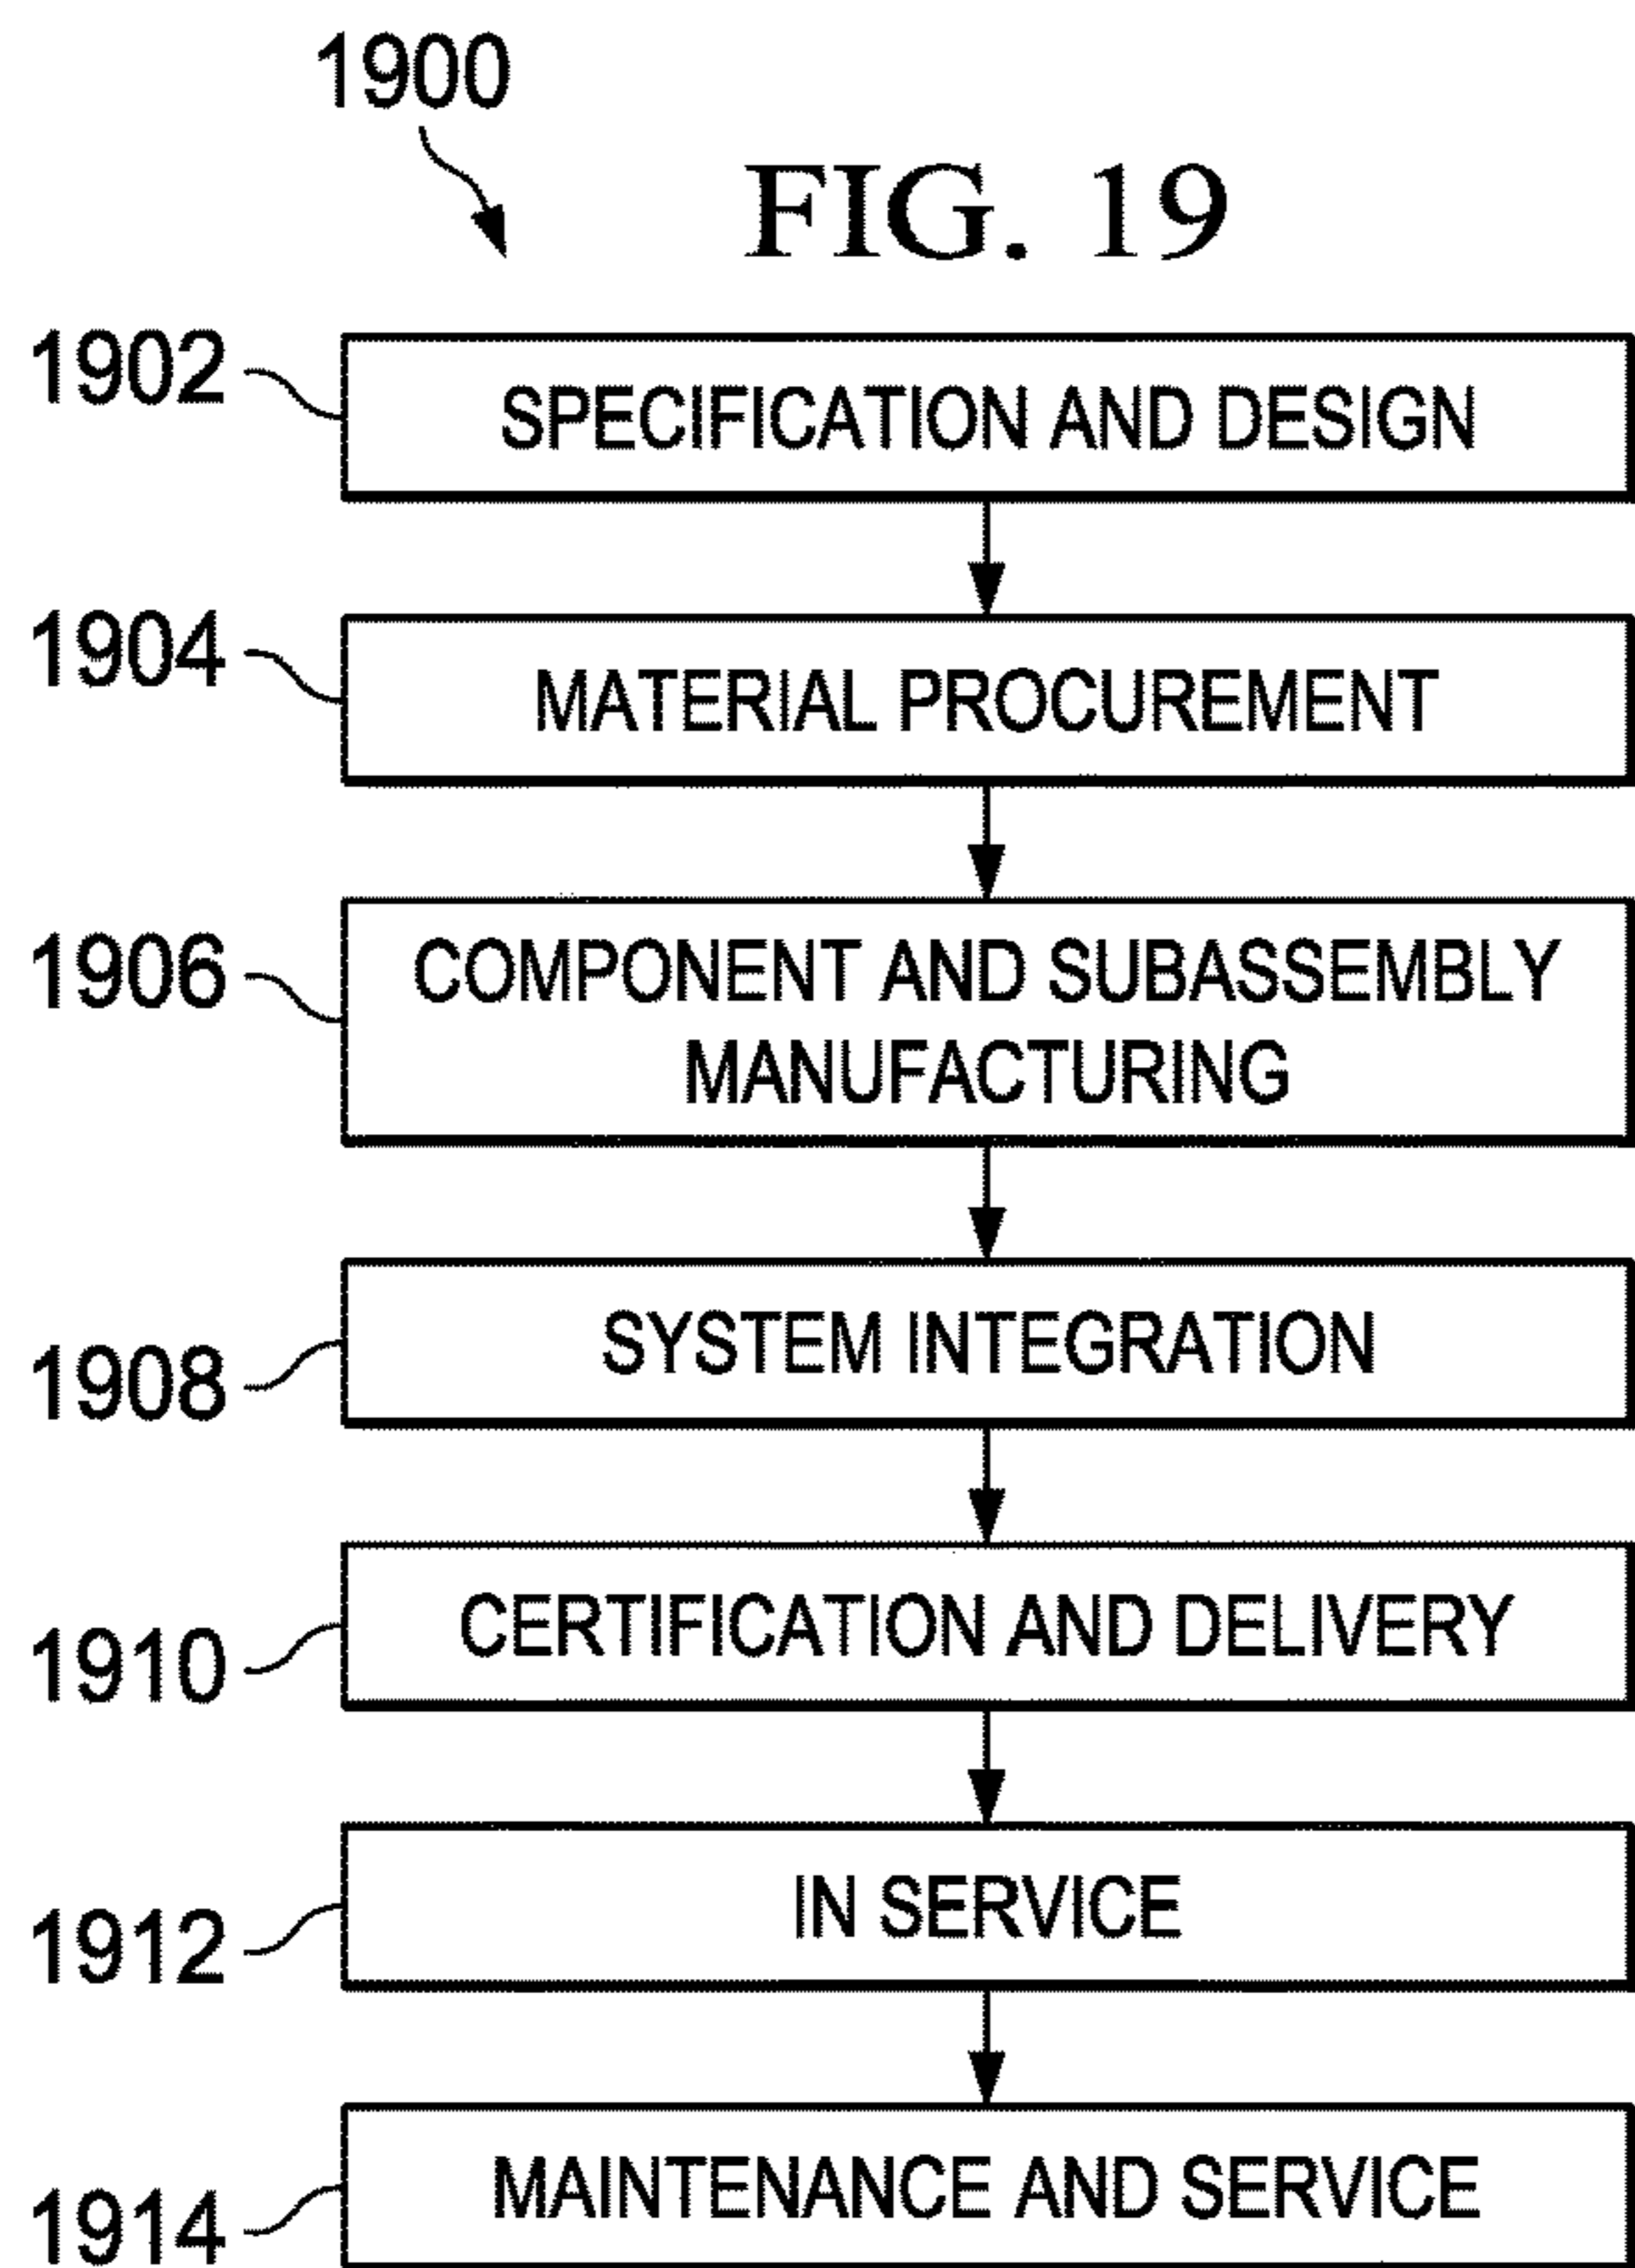 1900
FIG. 19
1902
SPECIFICATION AND DESIGN
1904
MATERIAL PROCUREMENT
1906
COMPONENT AND SUBASSEMBLY
MANUFACTURING
1908
SYSTEM INTEGRATION
1910
CERTIFICATION AND DELIVERY
1912
IN SERVICE
1914
MAINTENANCE AND SERVICE